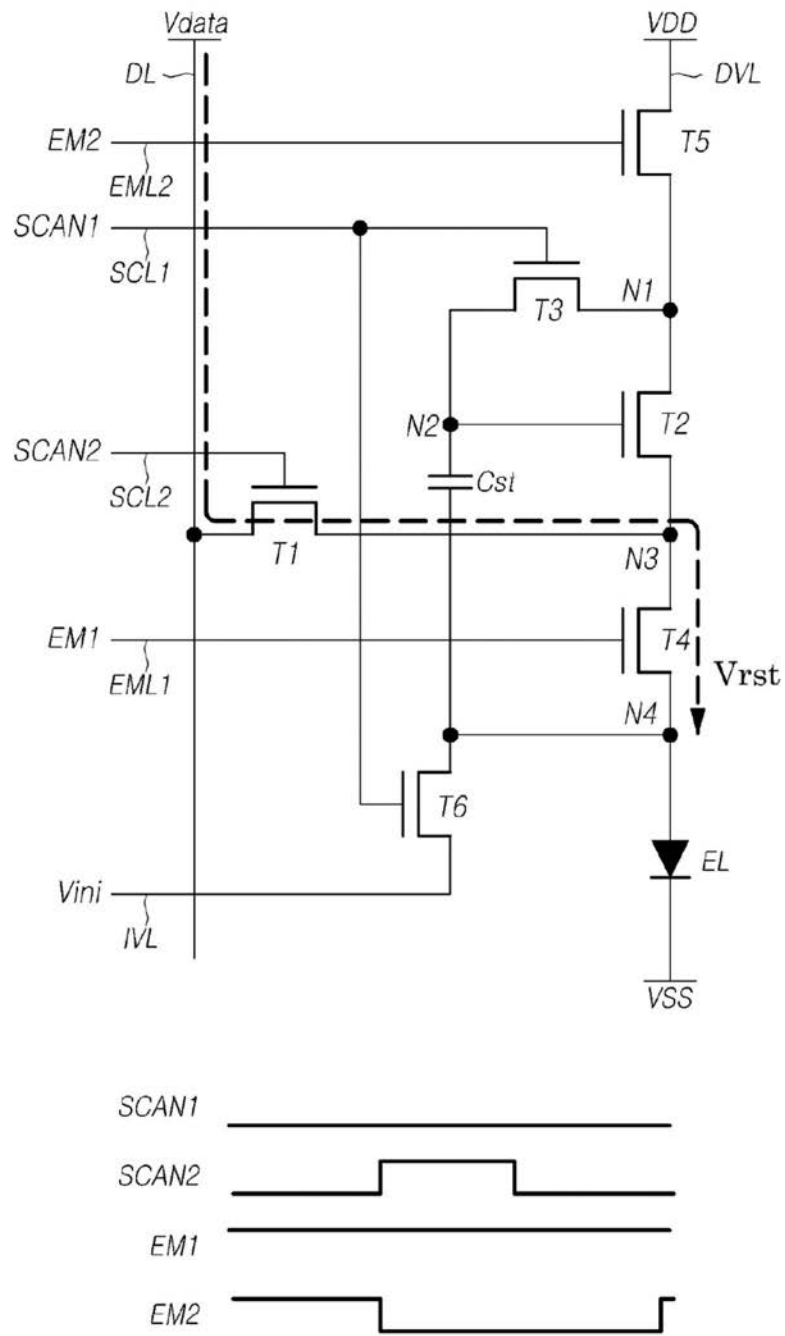 Vdata
VDD
DL
DVL
EM2
T5
EML2
SCAN1
SCL1
T3
N1
N2
T2
SCAN2
Cst
SCL2
T1
N3
EM1
T4
EML1
Vrst
N4
T6
EL
Vini
IVL
VSS
SCAN1
SCAN2
EM1
EM2